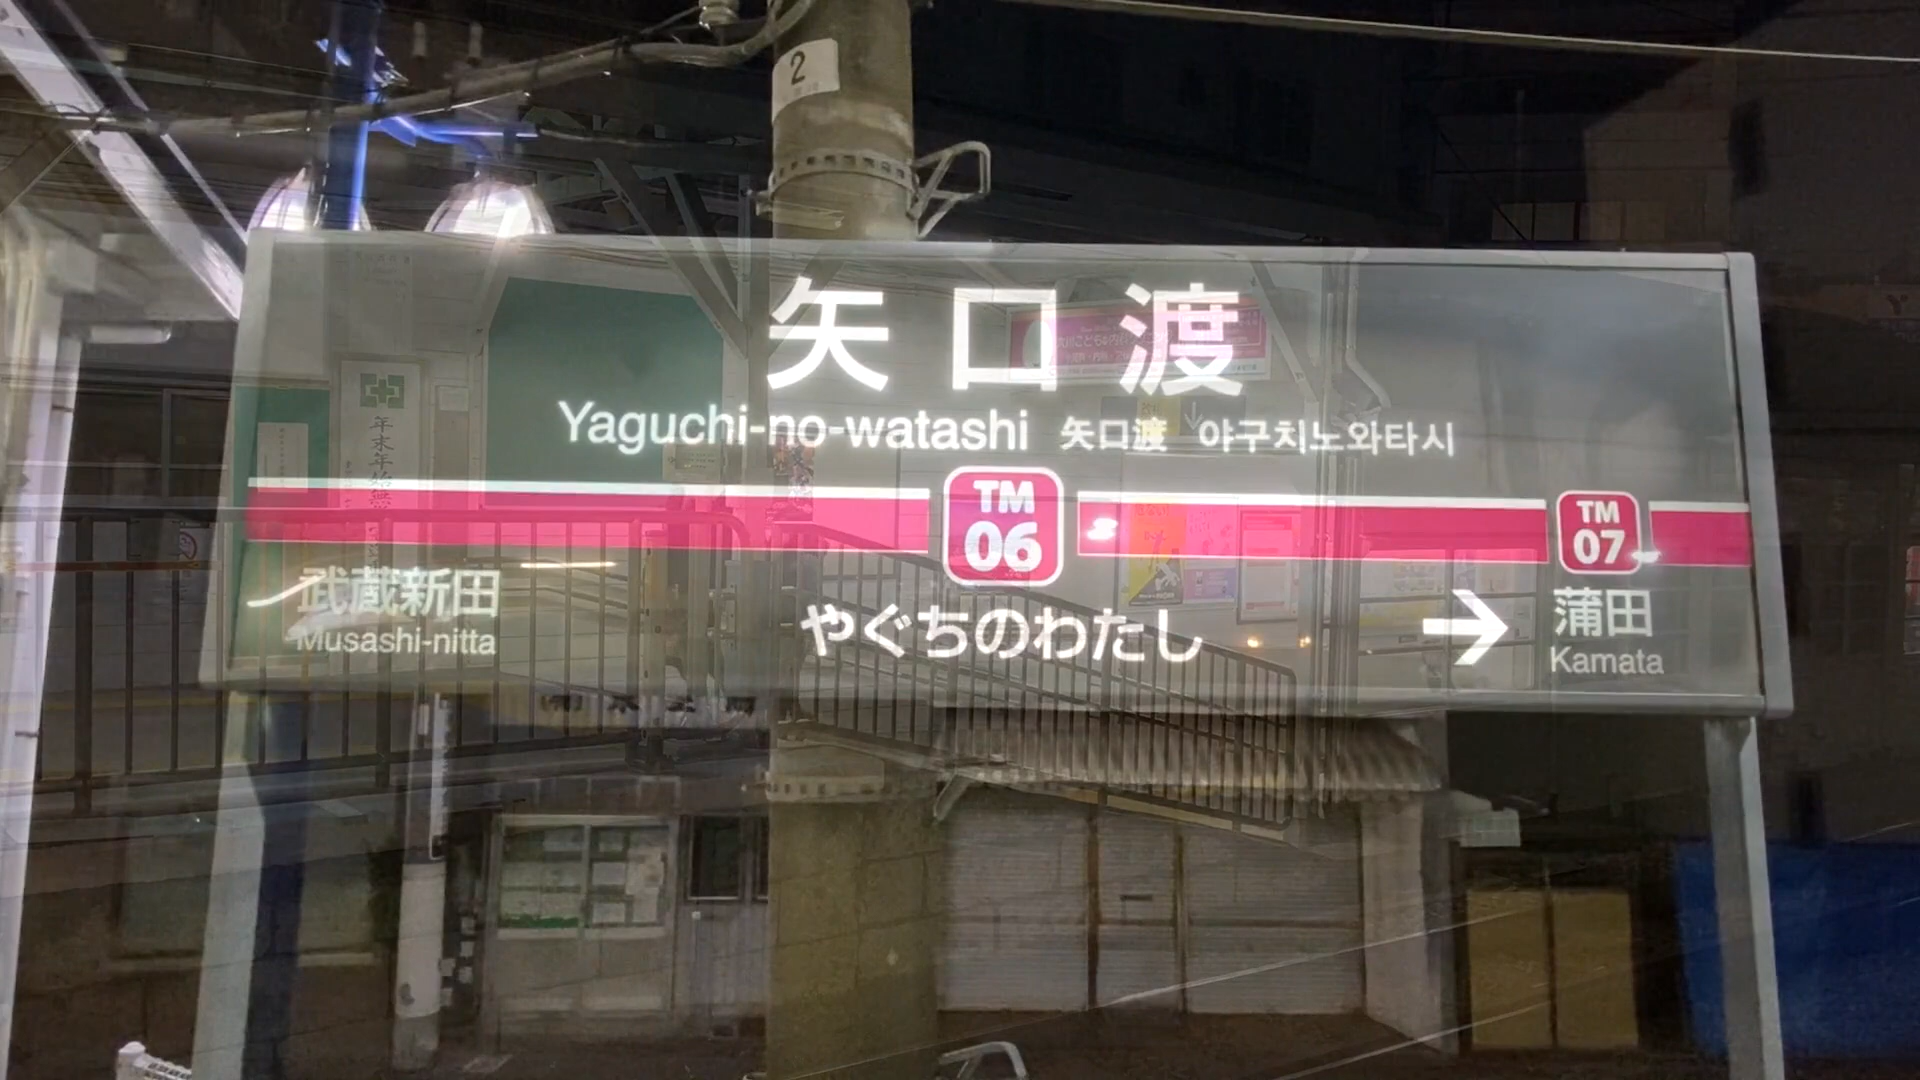 2
矢口渡
Yaguchi-no-watashi 矢口渡 야구치노와타시
TM
06
TM
07
武蔵新田
Musashi-nitta
やぐちのわたし
→
蒲田
Kamata
年末年始無